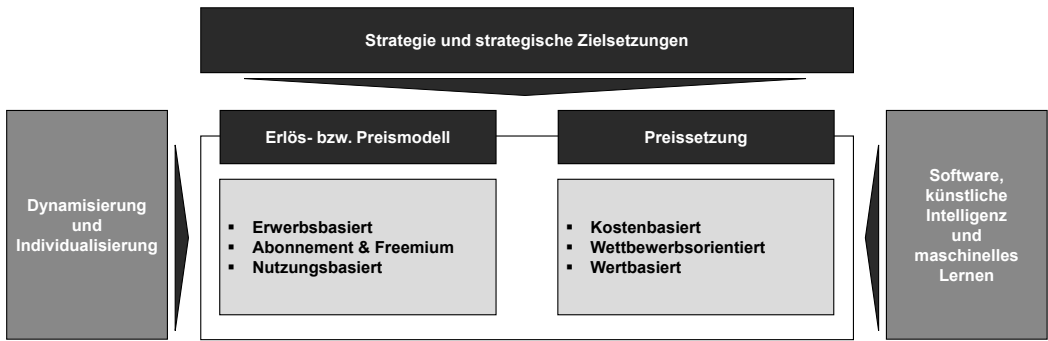 Strategie und strategische Zielsetzungen
Erlös- bzw. Preismodell
Preissetzung
Dynamisierung
und
Individualisierung
▪ Erwerbsbasiert
▪ Abonnement & Freemium
▪ Nutzungsbasiert
▪ Kostenbasiert
▪ Wettbewerbsorientiert
▪ Wertbasiert
Software,
künstliche
Intelligenz
und
maschinelles
Lernen